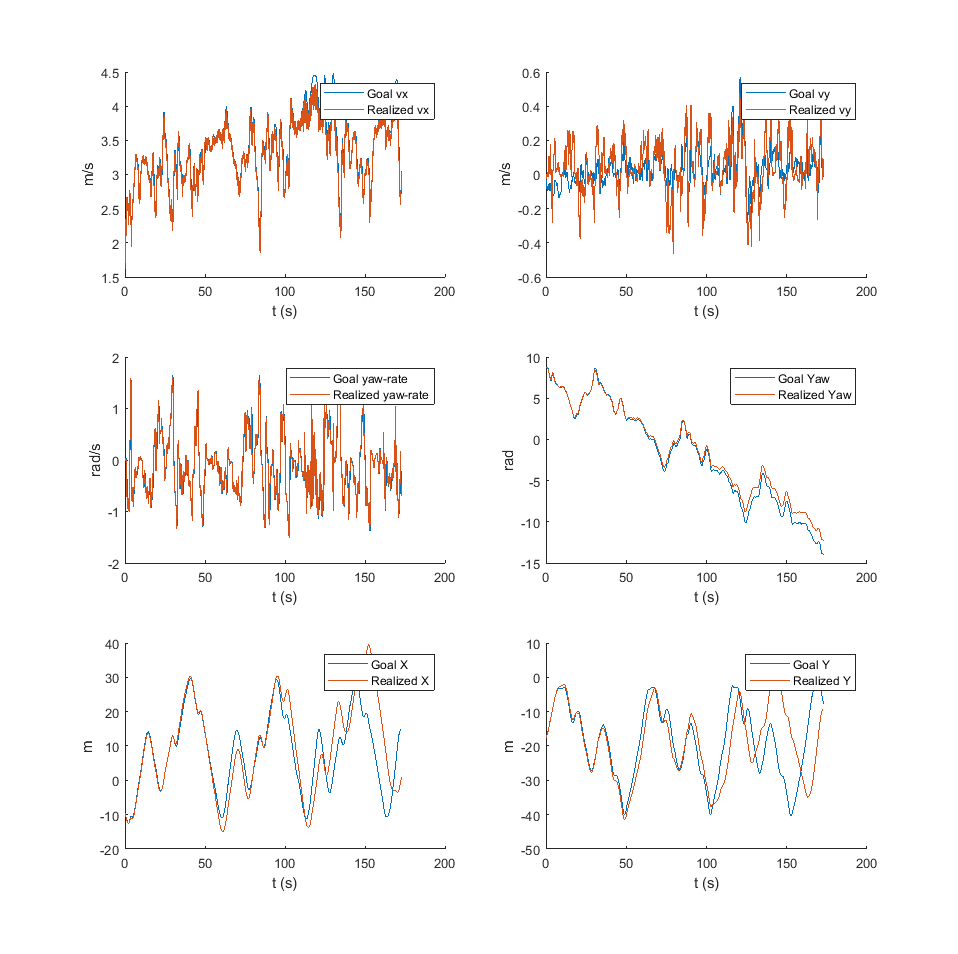 4.5
4
3.5
3
2.5
2
1.5
m/s
Goal vx
Realized vx
0 50 100 150 200
t (s)
0.6
0.4
0.2
0
-0.2
-0.4
-0.6
m/s
Goal vy
Realized vy
0 50 100 150 200
t (s)
2
1
0
-1
-2
rad/s
Goal yaw-rate
Realized yaw-rate
0 50 100 150 200
t (s)
10
5
0
-5
-10
-15
rad
Goal Yaw
Realized Yaw
0 50 100 150 200
t (s)
40
30
20
10
0
-10
-20
m
Goal X
Realized X
0 50 100 150 200
t (s)
10
0
-10
-20
-30
-40
-50
m
Goal Y
Realized Y
0 50 100 150 200
t (s)